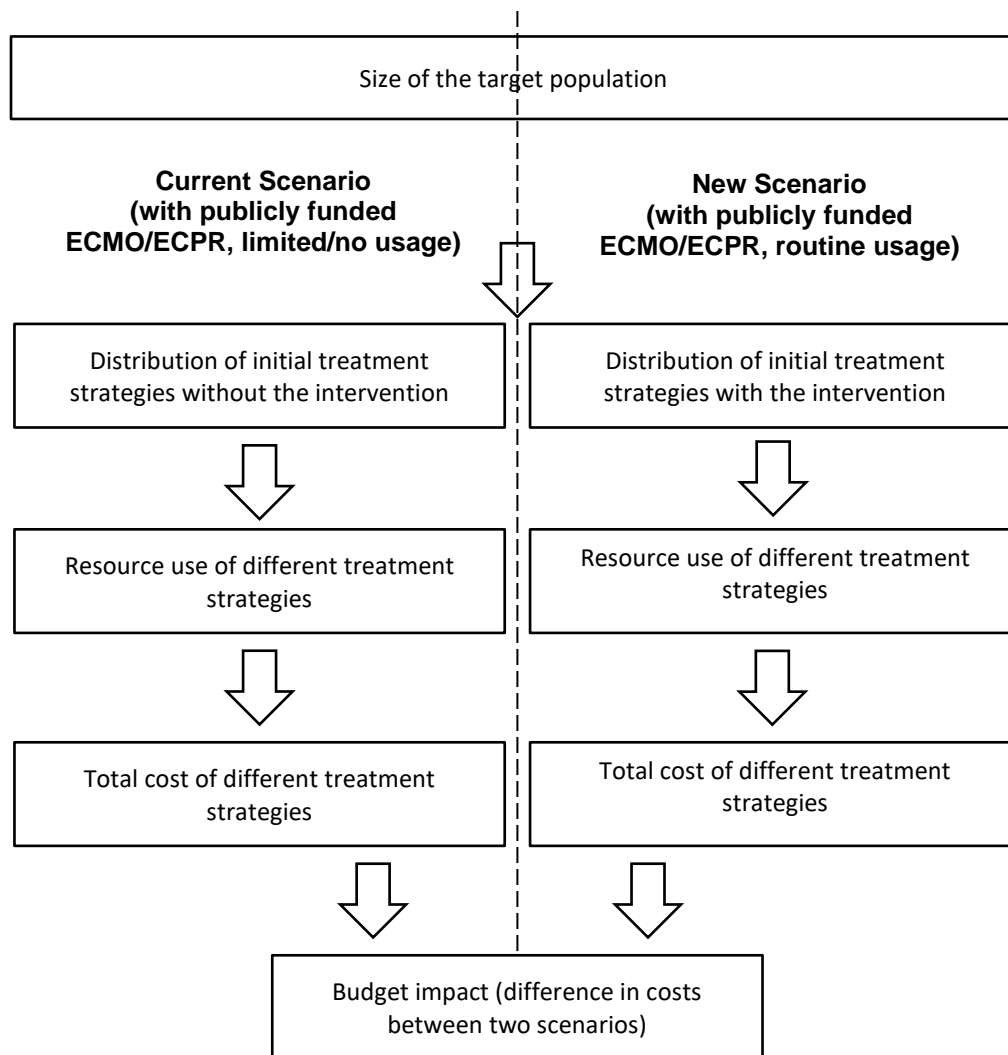 Size of the target population
Current Scenario
(with publicly funded
ECMO/ECPR, limited/no usage)
New Scenario
(with publicly funded
ECMO/ECPR, routine usage)
Distribution of initial treatment
strategies without the intervention
Distribution of initial treatment
strategies with the intervention
Resource use of different treatment
strategies
Resource use of different treatment
strategies
Total cost of different treatment
strategies
Total cost of different treatment
strategies
Budget impact (difference in costs
between two scenarios)